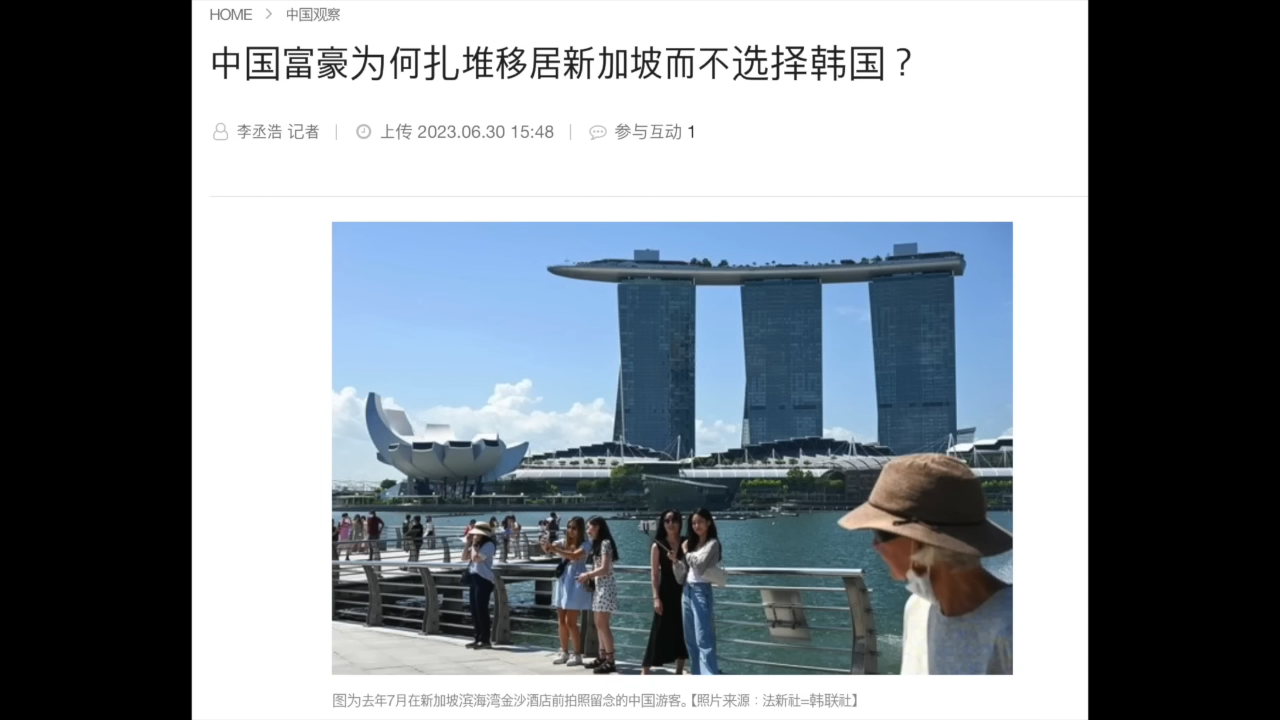 HOME > 中国观察
中国富豪为何扎堆移居新加坡而不选择韩国？
李丞浩 记者 | 上传 2023.06.30 15:48 | 参与互动 1
图为去年7月在新加坡滨海湾金沙酒店前拍照留念的中国游客。【照片来源：法新社=韩联社】